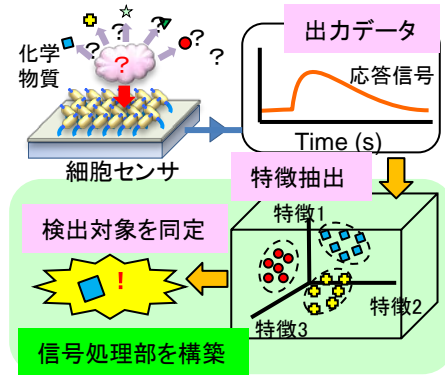 ? ? ? ? ?
化学
物質
?
細胞センサ
出力データ
応答信号
Time (s)
特徴抽出
特徴1
特徴2
特徴3
検出対象を同定
!
信号処理部を構築